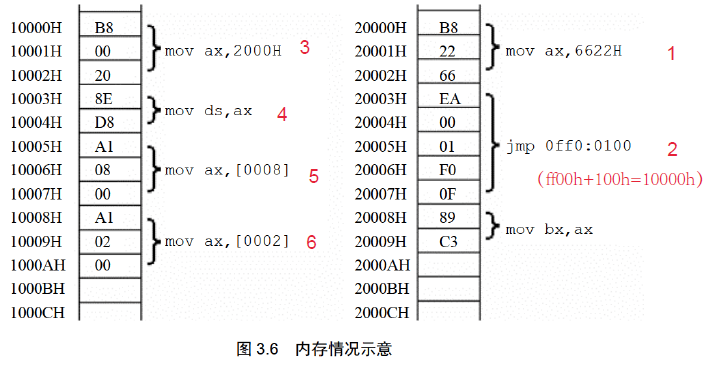 10000H B8
10001H 00 mov ax,2000H 3
10002H 20
10003H 8E
10004H D8 mov ds,ax 4
10005H A1
10006H 08 mov ax,[0008] 5
10007H 00
10008H A1
10009H 02 mov ax,[0002] 6
1000AH 00
1000BH
1000CH
20000H B8
20001H 22 mov ax,6622H 1
20002H 66
20003H EA
20004H 00
20005H 01 jmp 0ff0:0100 2
20006H F0 (ff00h+100h=10000h)
20007H 0F
20008H 89
20009H C3 mov bx,ax
2000AH
2000BH
2000CH
图 3.6 内存情况示意